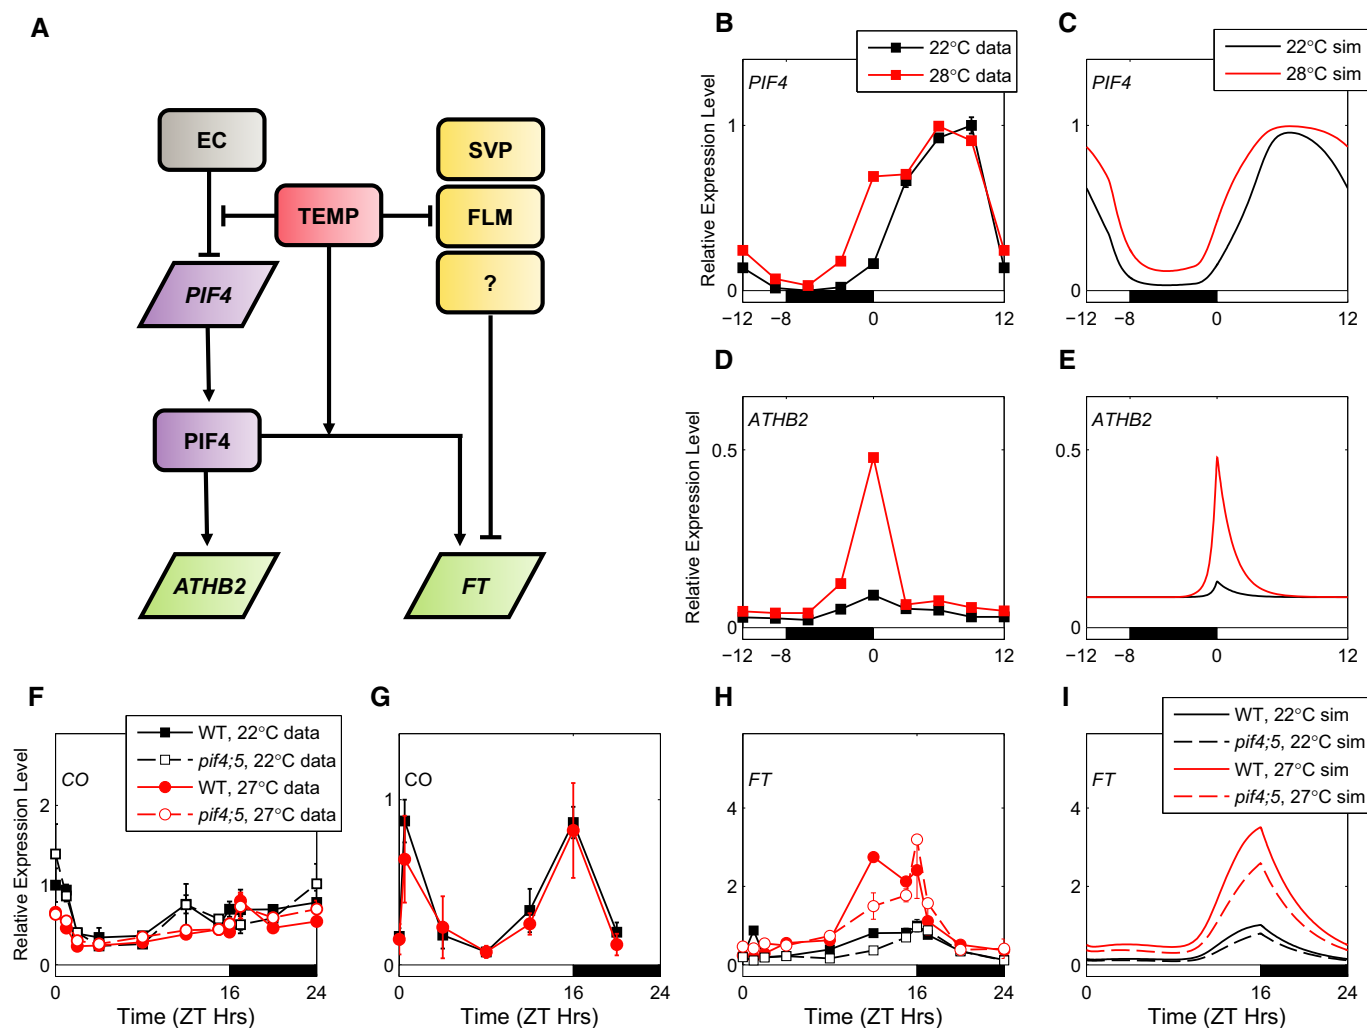 A
EC
TEMP
SVP
FLM
?
PIF4
PIF4
ATHB2
FT
B
22°C data
28°C data
PIF4
Relative Expression Level
1
0
−12
−8
0
12
C
22°C sim
28°C sim
PIF4
1
0
−12
−8
0
12
D
ATHB2
Relative Expression Level
0.5
0
−12
−8
0
12
E
ATHB2
0.5
0
−12
−8
0
12
F
WT, 22°C data
pif4;5, 22°C data
WT, 27°C data
pif4;5, 27°C data
CO
Relative Expression Level
2
1
0
0
16
24
Time (ZT Hrs)
G
CO
1
0
0
16
24
Time (ZT Hrs)
H
FT
4
2
0
0
16
24
Time (ZT Hrs)
I
WT, 22°C sim
pif4;5, 22°C sim
WT, 27°C sim
pif4;5, 27°C sim
FT
4
2
0
0
16
24
Time (ZT Hrs)